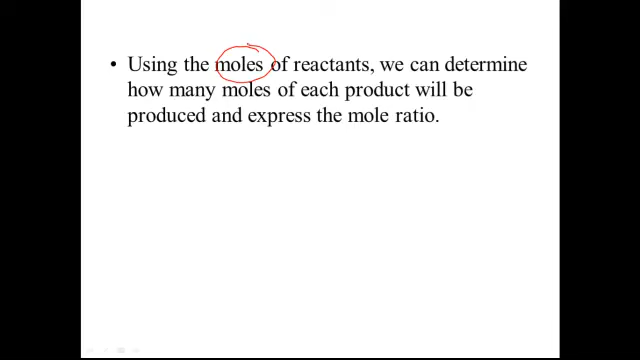 • Using the moles of reactants, we can determine
how many moles of each product will be
produced and express the mole ratio.